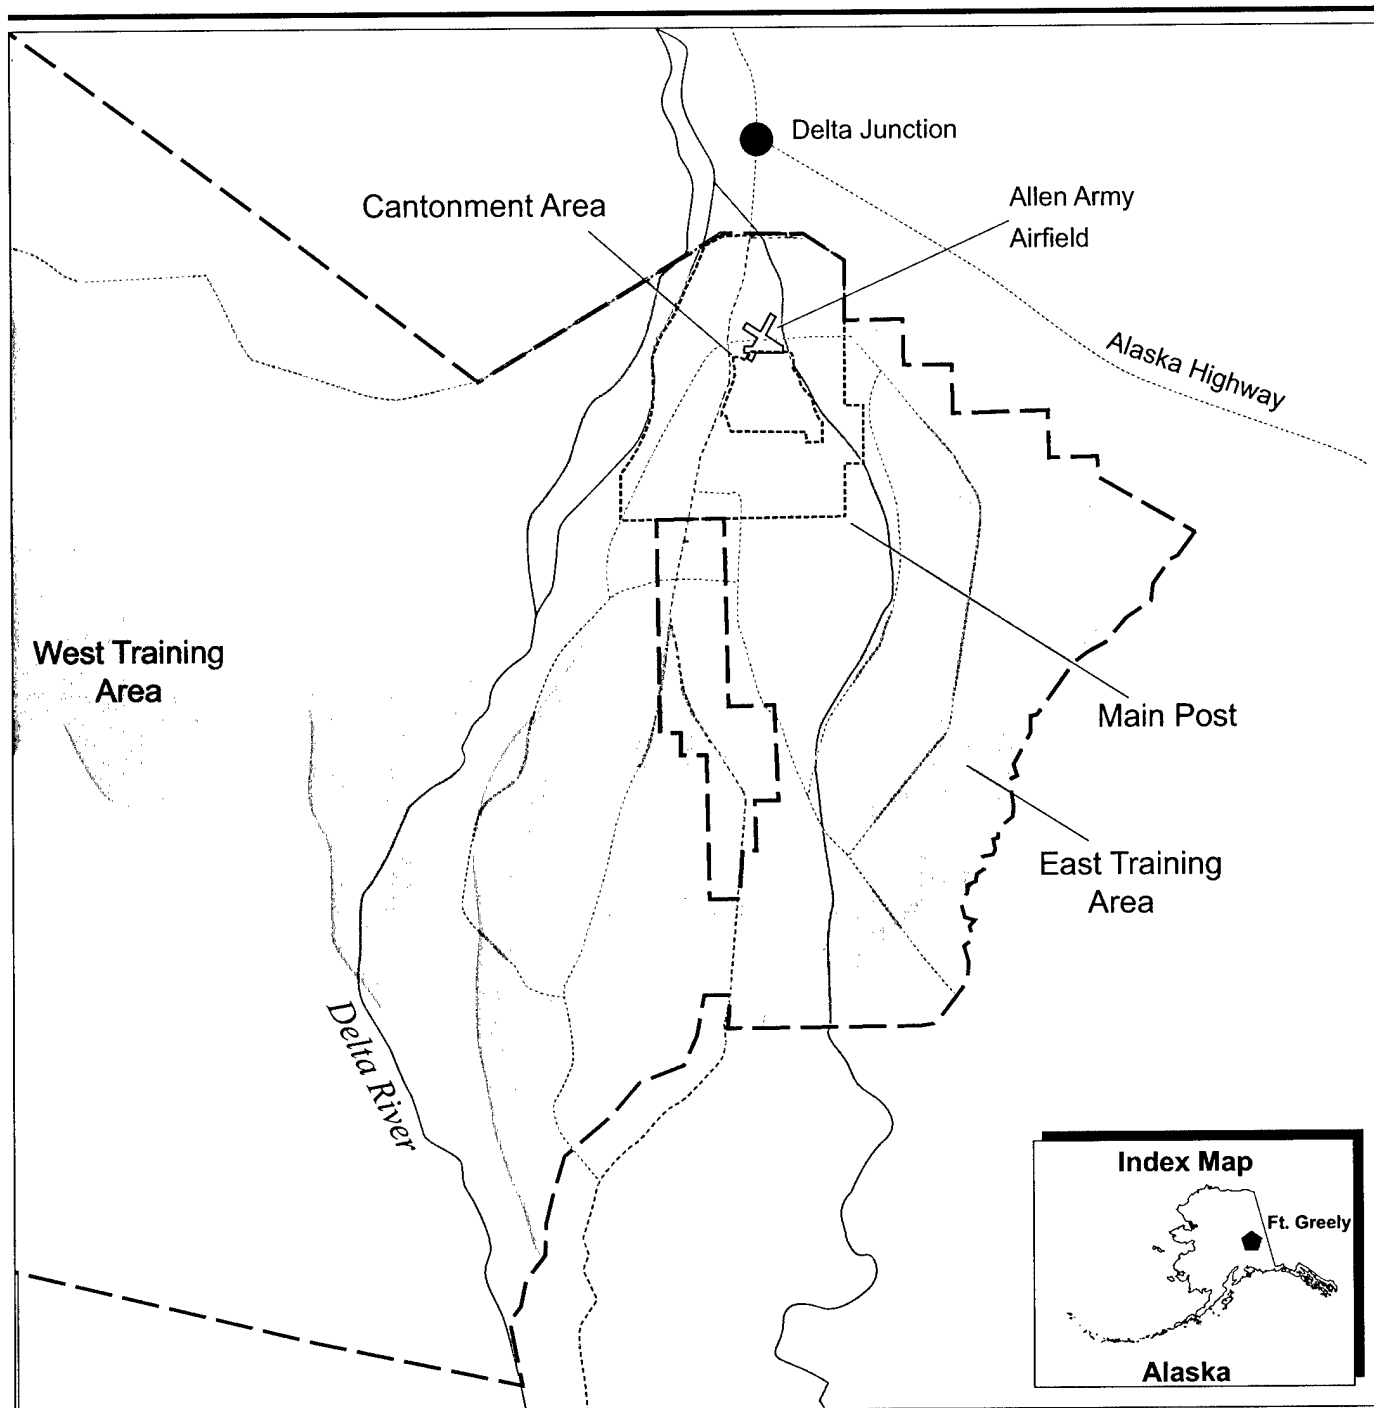 Delta Junction
Cantonment Area
Allen Army
Airfield
Alaska Highway
West Training
Area
Main Post
East Training
Area
Delta River
Index Map
Ft. Greely
Alaska